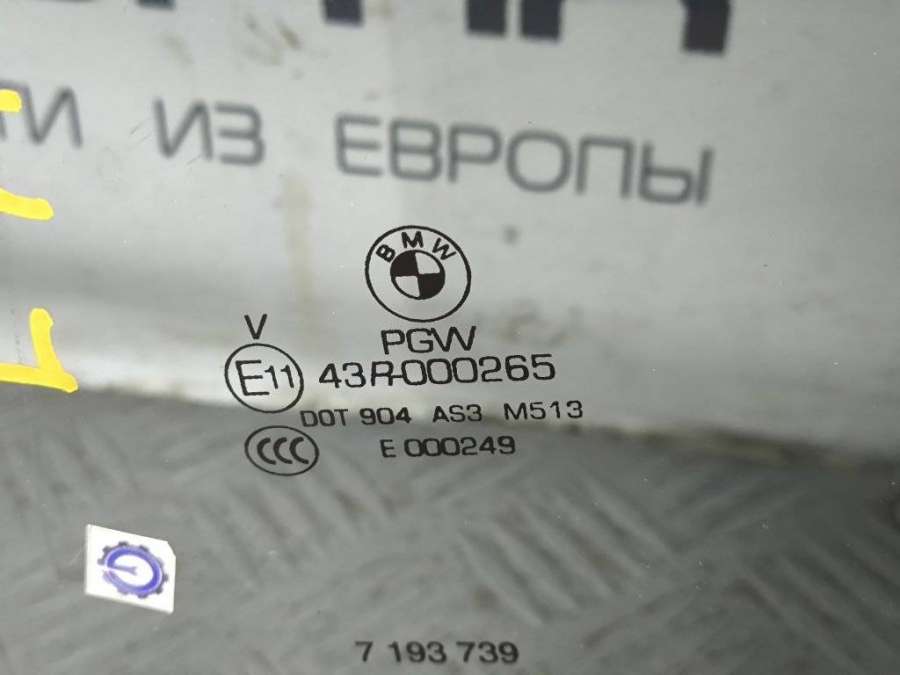 ИЗ ЕВРОПЫ
BMW
PGW
V
E11 43R-000265
DOT 904 AS3 M513
CCC E 000249
7 193 739